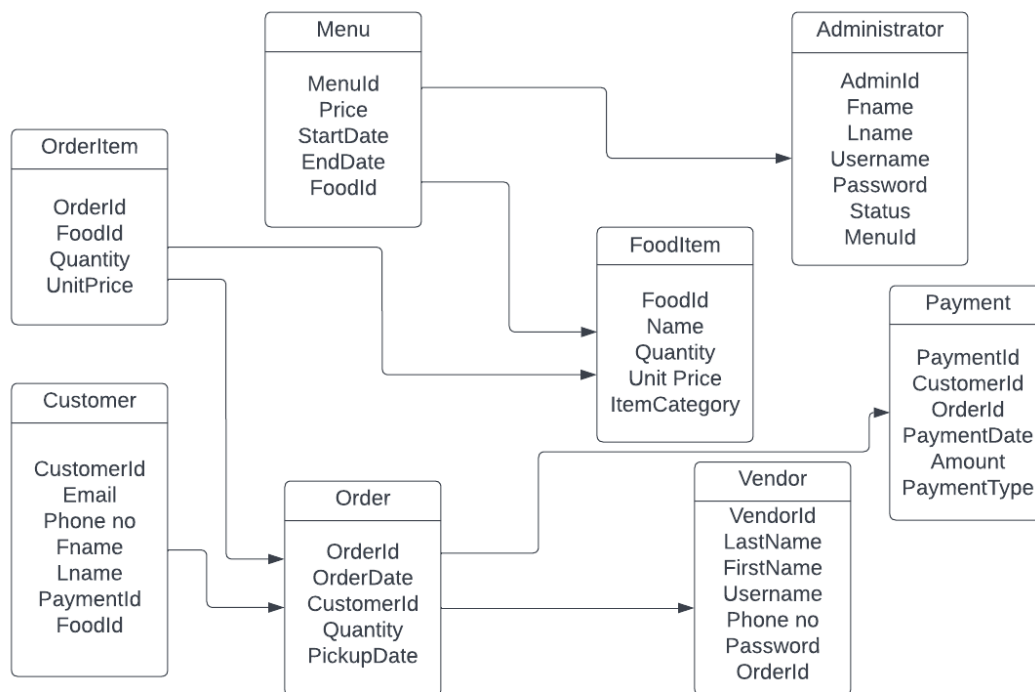 Menu
MenuId
Price
StartDate
EndDate
FoodId
Administrator
AdminId
Fname
Lname
Username
Password
Status
MenuId
OrderItem
OrderId
FoodId
Quantity
UnitPrice
FoodItem
FoodId
Name
Quantity
Unit Price
ItemCategory
Payment
PaymentId
CustomerId
OrderId
PaymentDate
Amount
PaymentType
Customer
CustomerId
Email
Phone no
Fname
Lname
PaymentId
FoodId
Order
OrderId
OrderDate
CustomerId
Quantity
PickupDate
Vendor
VendorId
LastName
FirstName
Username
Phone no
Password
OrderId